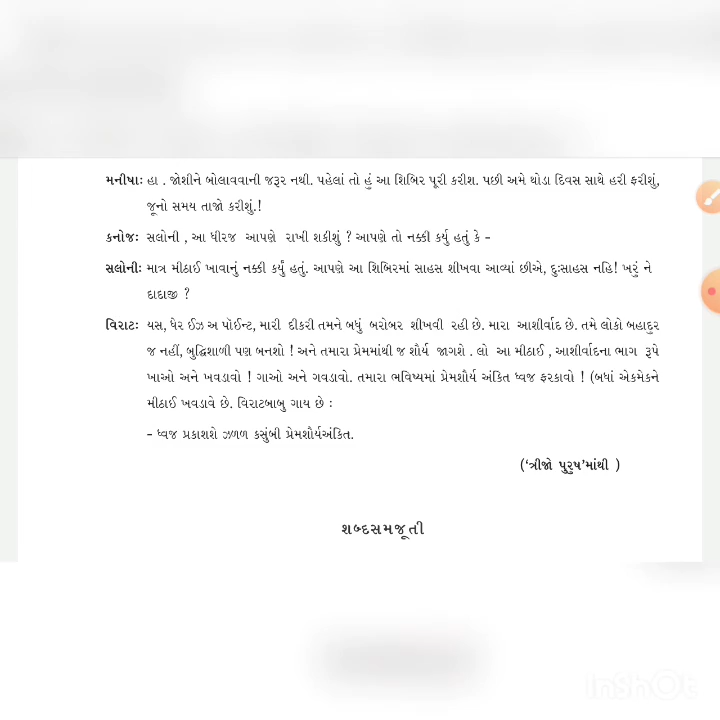 મનીષાઃ હા . જોશીને બોલાવવાની જરૂર નથી. પહેલાં તો હું આ શિબિર પૂરી કરીશ. પછી અમે થોડા દિવસ સાથે હરી ફરીશું,
જૂનો સમય તાજો કરીશું.!
કનોજઃ સલોની , આ ધીરજ આપણે રાખી શકીશું ? આપણે તો નક્કી કર્યુ હતું કે -
સલોનીઃ માત્ર મીઠાઈ ખાવાનું નક્કી કર્યું હતું. આપણે આ શિબિરમાં સાહસ શીખવા આવ્યાં છીએ, દુઃસાહસ નહિ! ખરું ને
દાદાજી ?
વિરાટઃ યસ, ધેર ઈઝ અ પૉઈન્ટ, મારી દીકરી તમને બધું બરોબર શીખવી રહી છે. મારા આશીર્વાદ છે. તમે લોકો બહાદુર
જ નહીં, બુદ્ધિશાળી પણ બનશો ! અને તમારા પ્રેમમાંથી જ શૌર્ય જાગશે . લો આ મીઠાઈ , આશીર્વાદના ભાગ રૂપે
ખાઓ અને ખવડાવો ! ગાઓ અને ગવડાવો. તમારા ભવિષ્યમાં પ્રેમશૌર્ય અંકિત ધ્વજ ફરકાવો ! (બધાં એકમેકને
મીઠાઈ ખવડાવે છે. વિરાટબાબુ ગાય છે :
- ધ્વજ પ્રકાશશે ઝળળ કસુંબી પ્રેમશૌર્યઅંકિત.
(‘ત્રીજો પુરુષ’માંથી )
શબ્દસમજૂતી
InShOt